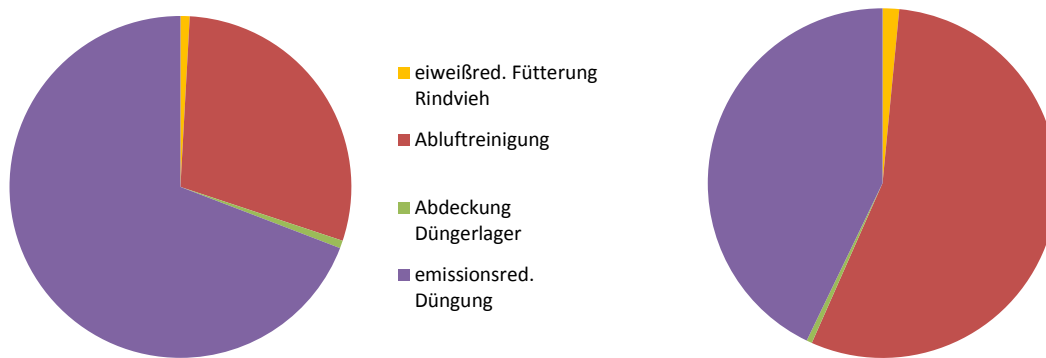 eiweißred. Fütterung
Rindvieh
Abluftreinigung
Abdeckung
Düngerlager
emissionsred.
Düngung